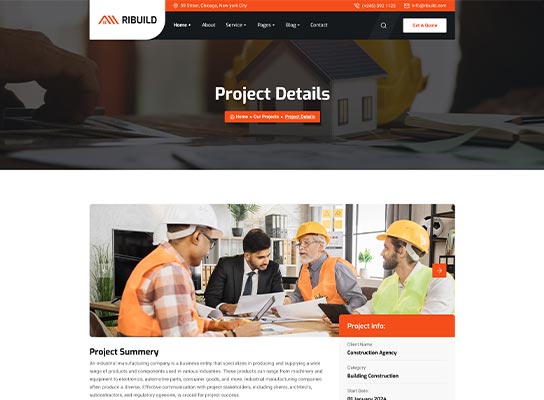 RIBUILD
30 Street, Chicago, New york City
(+245) 392 1123
info@ribuild.com
Home
About
Service
Pages
Blog
Contact
Get A Quote
Project Details
Home
Our Projects
Project Details
Project Info:
Client Name:
Construction Agency
Category:
Building Construction
Start Date:
01 January 2024
Project Summery
An industrial manufacturing company is a business entity that specializes in producing and supplying a wide
range of products and components used in various industries. These products can range from machinery and
equipment to electronics, automotive parts, consumer goods, and more. Industrial manufacturing companies
often produce a diverse. Effective communication with project stakeholders, including clients, architects,
subcontractors, and regulatory agencies, is crucial for project success.